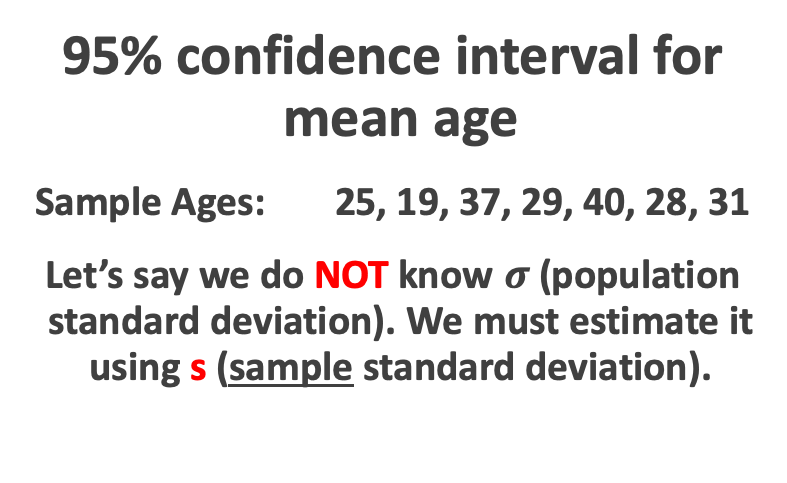 95% confidence interval for
mean age
Sample Ages: 25, 19, 37, 29, 40, 28, 31
Let’s say we do NOT know σ (population
standard deviation). We must estimate it
using s (sample standard deviation).